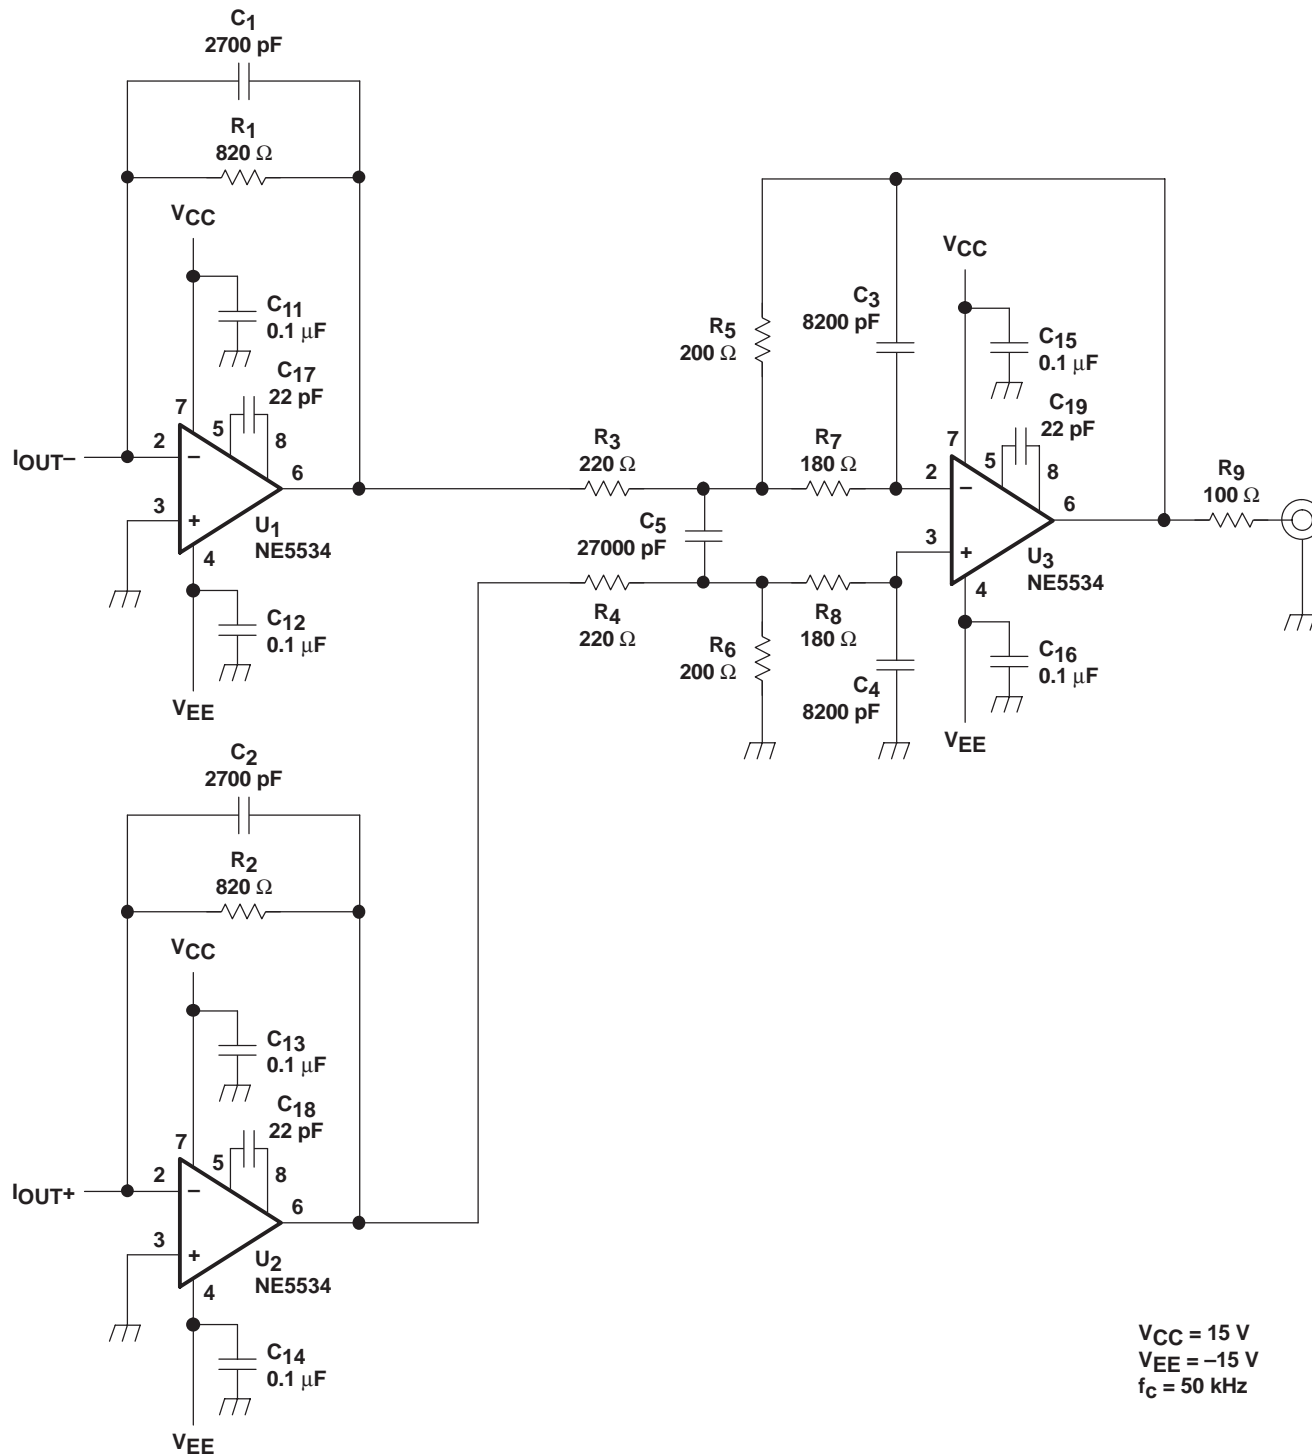 C1
2700 pF
R1
820 Ω
VCC
C11
0.1 μF
C17
22 pF
7
5
8
2
IOUT–
–
6
3
+
U1
NE5534
4
C12
0.1 μF
VEE
R3
220 Ω
C5
27000 pF
R4
220 Ω
R5
200 Ω
C3
8200 pF
R7
180 Ω
R8
180 Ω
R6
200 Ω
C4
8200 pF
VCC
C15
0.1 μF
C19
22 pF
7
5
8
2
–
6
3
+
U3
NE5534
4
C16
0.1 μF
VEE
R9
100 Ω
C2
2700 pF
R2
820 Ω
VCC
C13
0.1 μF
C18
22 pF
7
5
8
2
IOUT+
–
6
3
+
U2
NE5534
4
C14
0.1 μF
VEE
VCC = 15 V
VEE = –15 V
fc = 50 kHz